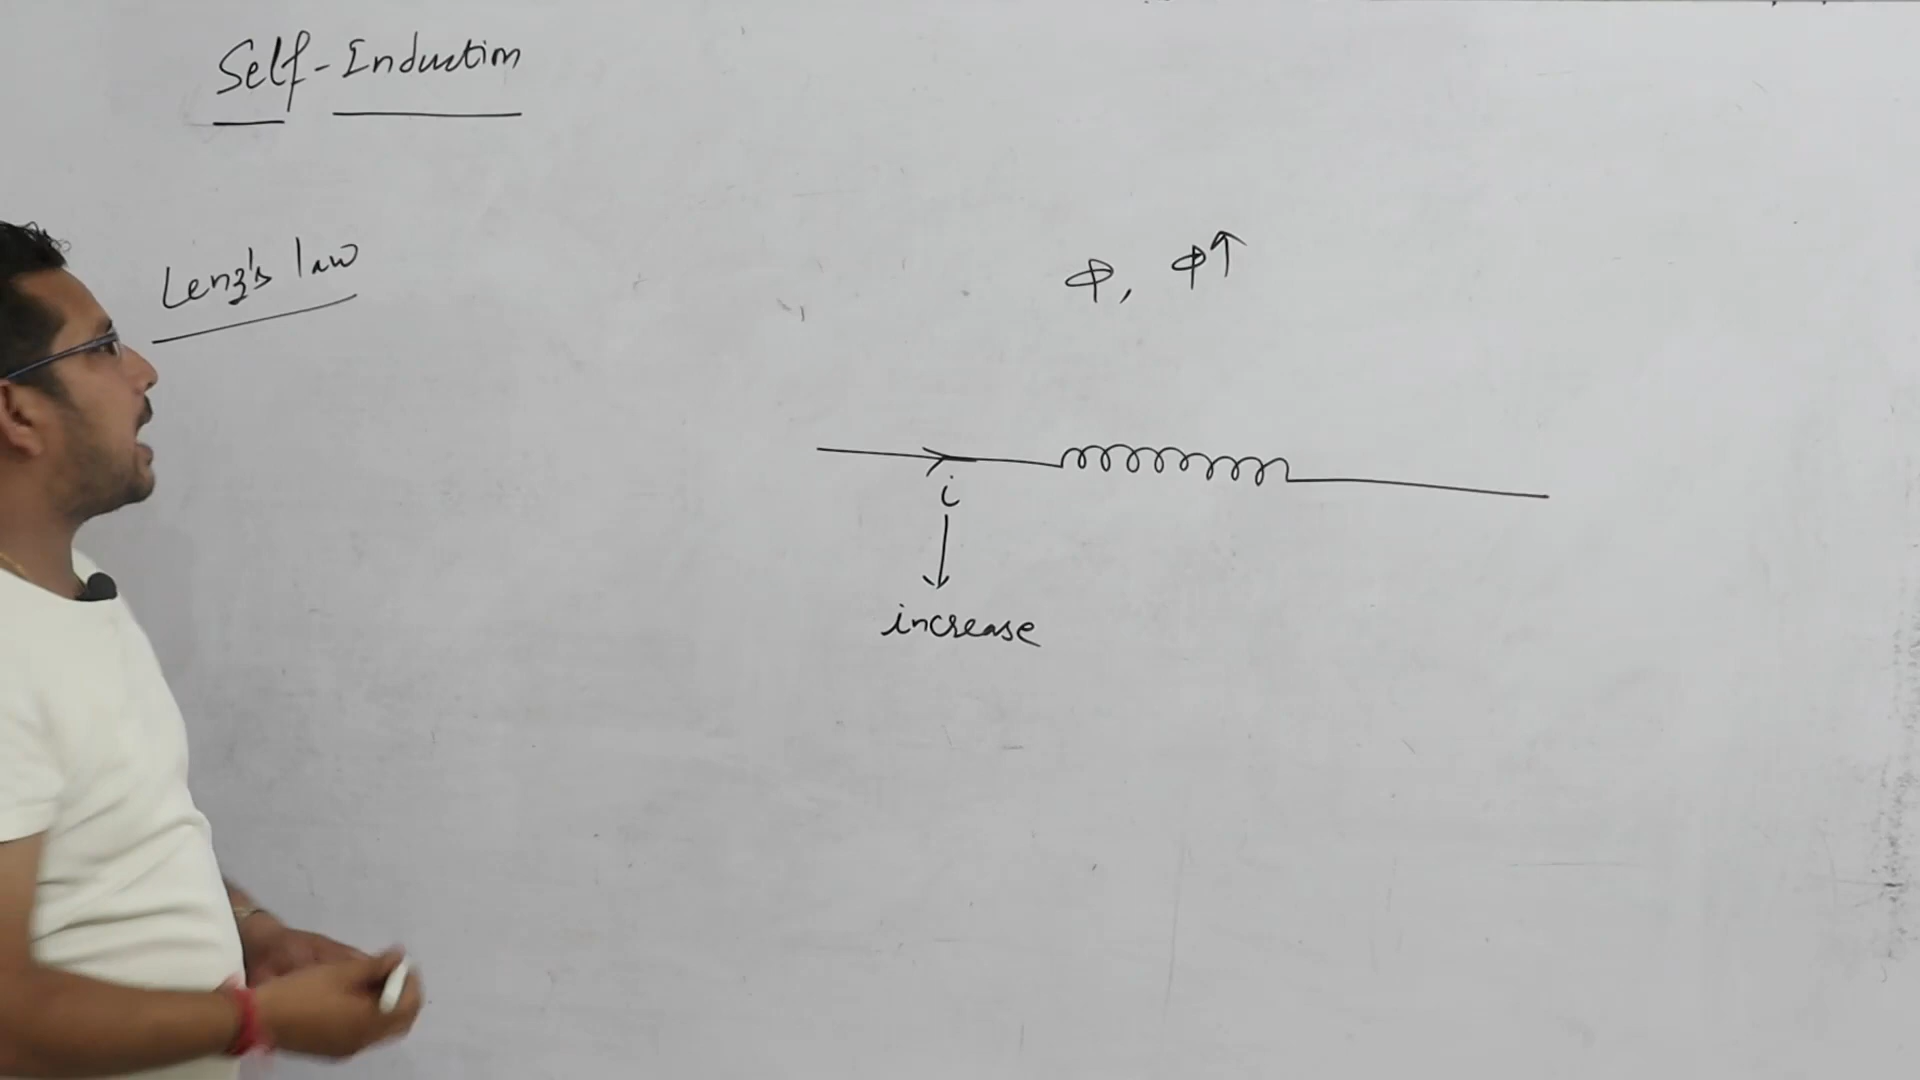 Self-Induction
Lenz's law
Φ, Φ↑
i
increase